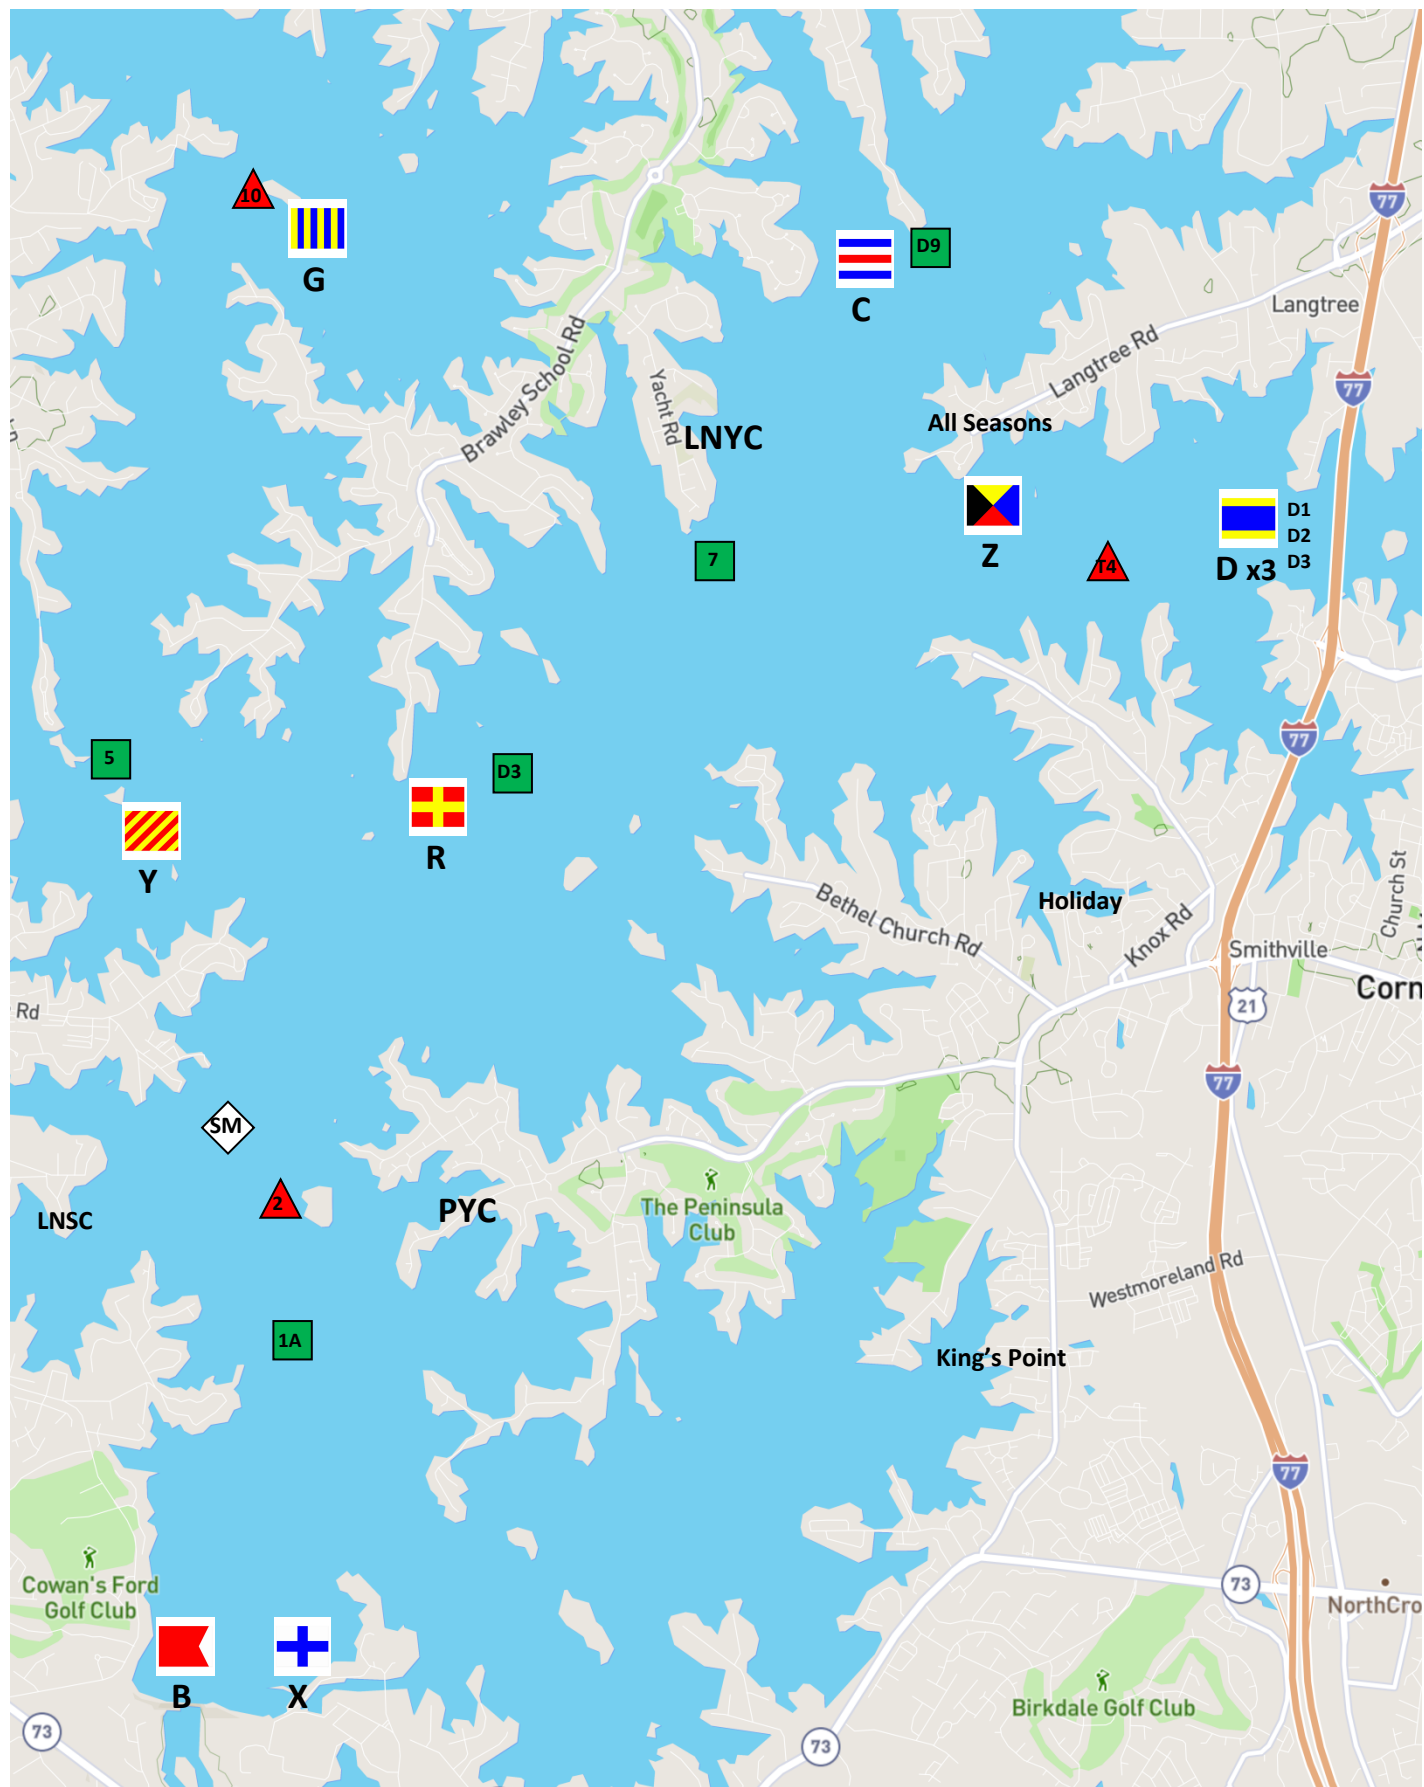 77
10
G
D9
C
Langtree
Langtree Rd
77
Brawley School Rd
Yacht Rd
LNYC
All Seasons
Z
7
T4
D1
D2
D3
D x3
77
5
D3
Y
R
Bethel Church Rd
Holiday
Knox Rd
Church St
Smithville
Corn
21
Rd
77
SM
2
LNSC
PYC
The Peninsula
Club
Westmoreland Rd
1A
King's Point
77
Cowan's Ford
Golf Club
73
NorthCro
B
X
Birkdale Golf Club
73
73